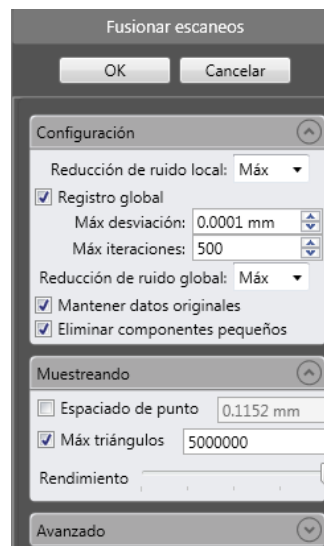 Fusionar escaneos
OK Cancelar
Configuración
Reducción de ruido local: Máx
Registro global
Máx desviación: 0.0001 mm
Máx iteraciones: 500
Reducción de ruido global: Máx
Mantener datos originales
Eliminar componentes pequeños
Muestreando
Espaciado de punto 0.1152 mm
Máx triángulos 5000000
Rendimiento
Avanzado